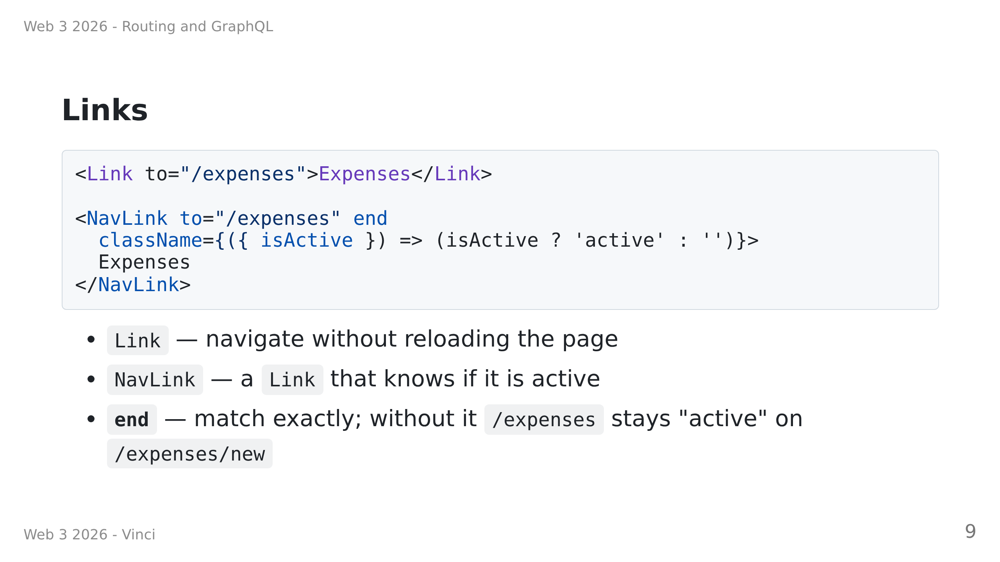 Web 3 2026 - Routing and GraphQL
Links
<Link to="/expenses">Expenses</Link>
<NavLink to="/expenses" end
  className={({ isActive }) => (isActive ? 'active' : '')}>
  Expenses
</NavLink>
• Link — navigate without reloading the page
• NavLink — a Link that knows if it is active
• end — match exactly; without it /expenses stays "active" on
/expenses/new
Web 3 2026 - Vinci
9